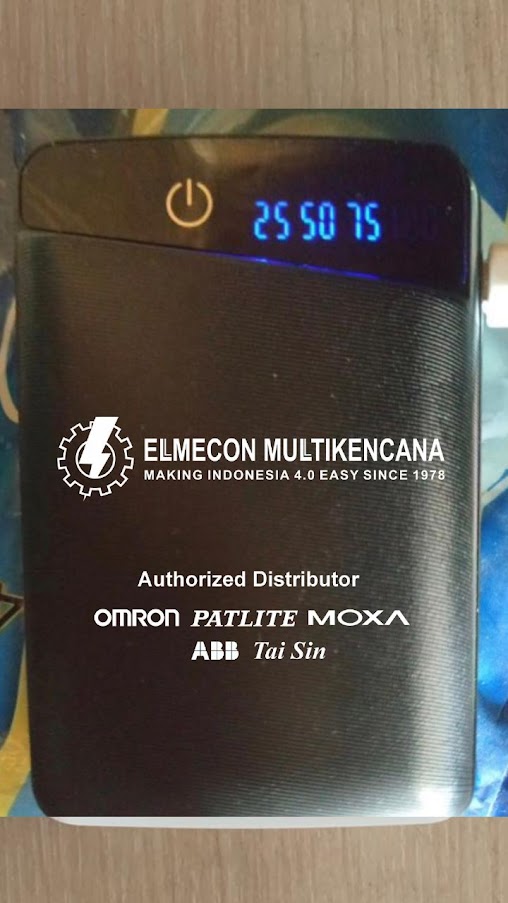 25 50 75 100
ELMECON MULTIKENCANA
MAKING INDONESIA 4.0 EASY SINCE 1978
Authorized Distributor
OMRON PATLITE MOXA
ABB Tai Sin